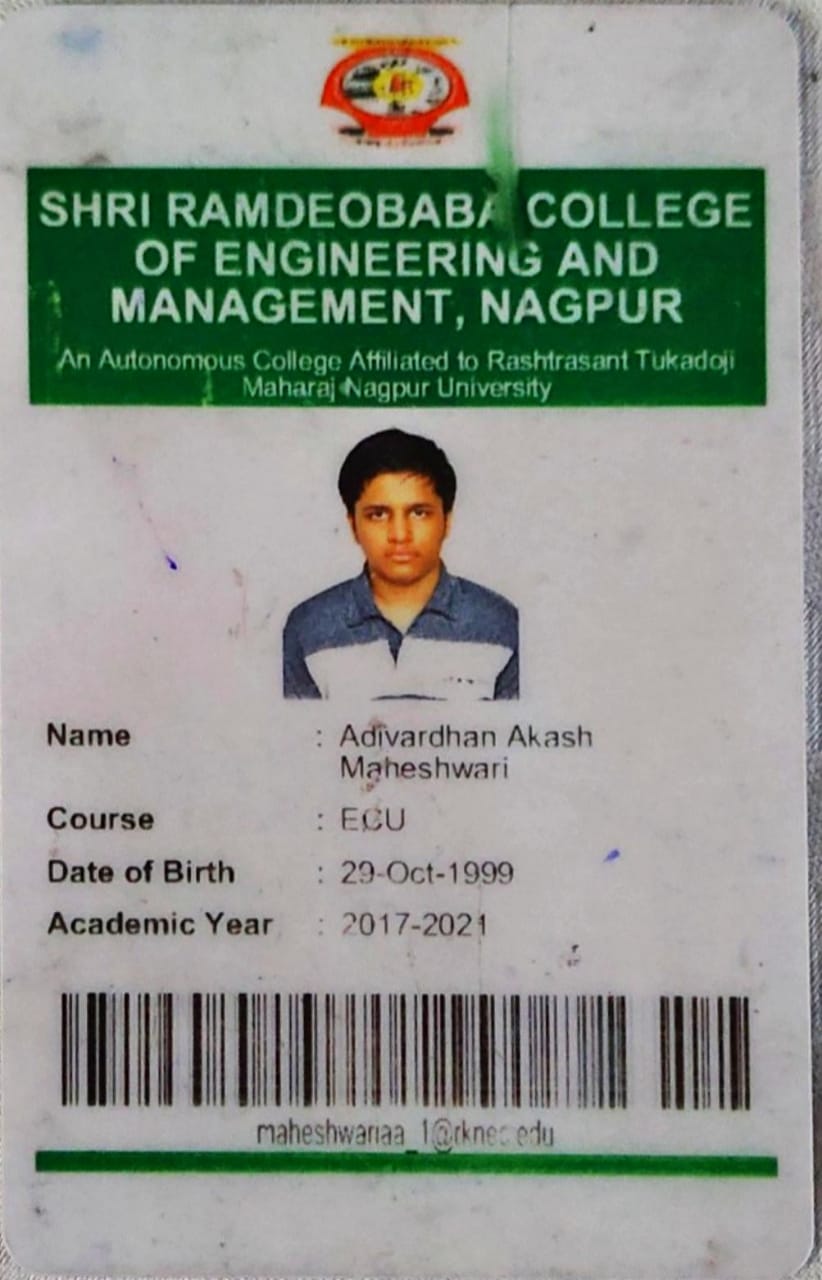 SHRI RAMDEOBABA COLLEGE
OF ENGINEERING AND
MANAGEMENT, NAGPUR
An Autonomous College Affiliated to Rashtrasant Tukadoji
Maharaj Nagpur University
Name : Adivardhan Akash
Maheshwari
Course : ECU
Date of Birth : 29-Oct-1999
Academic Year : 2017-2021
maheshwariaa_1@rknec.edu